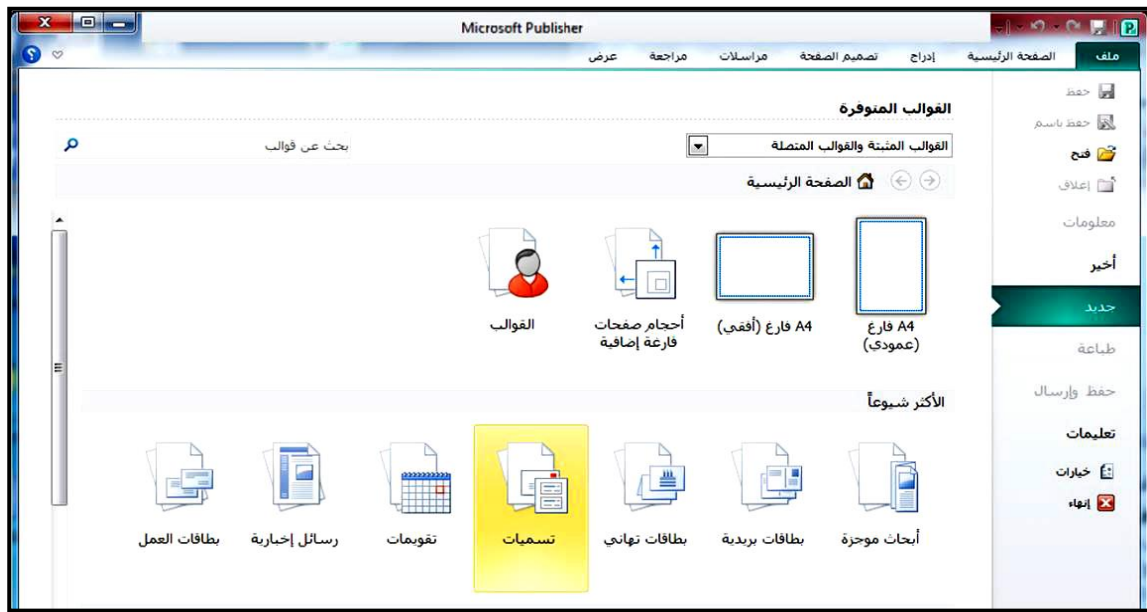 Microsoft Publisher
ملف
الصفحة الرئيسية
إدراج
تصميم الصفحة
مراسلات
مراجعة
عرض
حفظ
حفظ باسم
فتح
إغلاق
معلومات
أخير
جديد
طباعة
حفظ وإرسال
تعليمات
خيارات
إنهاء
القوالب المتوفرة
القوالب المثبتة والقوالب المتصلة
بحث عن قوالب
الصفحة الرئيسية
A4 فارغ
(عمودي)
A4 فارغ (أفقي)
أحجام صفحات
فارغة إضافية
القوالب
الأكثر شيوعاً
أبحاث موجزة
بطاقات بريدية
بطاقات تهاني
تسميات
تقويمات
رسائل إخبارية
بطاقات العمل